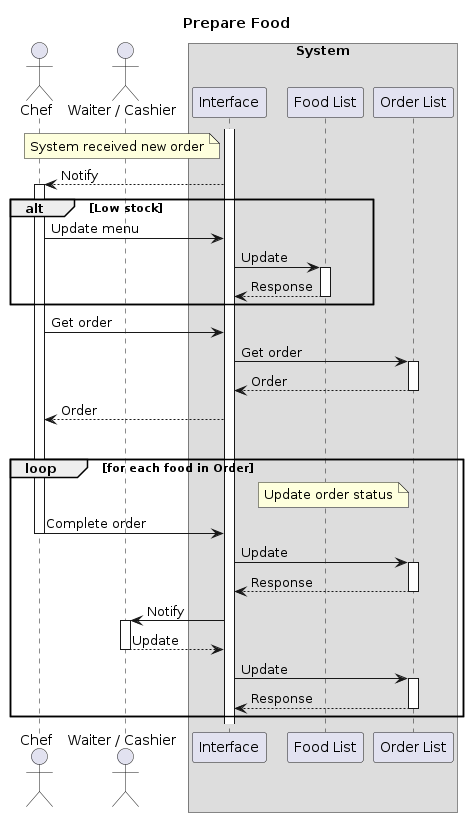 Prepare Food
System
Chef
Waiter / Cashier
Interface
Food List
Order List
System received new order
Notify
alt
[Low stock]
Update menu
Update
Response
Get order
Get order
Order
Order
loop
[for each food in Order]
Update order status
Complete order
Update
Response
Notify
Update
Update
Response
Chef
Waiter / Cashier
Interface
Food List
Order List